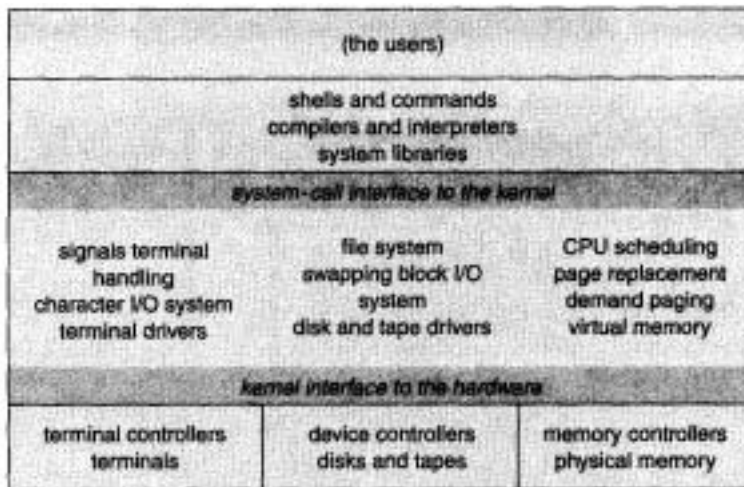 (the users)
shells and commands
compilers and interpreters
system libraries
system-call interface to the kernel
signals terminal
handling
character I/O system
terminal drivers
file system
swapping block I/O
system
disk and tape drivers
CPU scheduling
page replacement
demand paging
virtual memory
kernel interface to the hardware
terminal controllers
terminals
device controllers
disks and tapes
memory controllers
physical memory